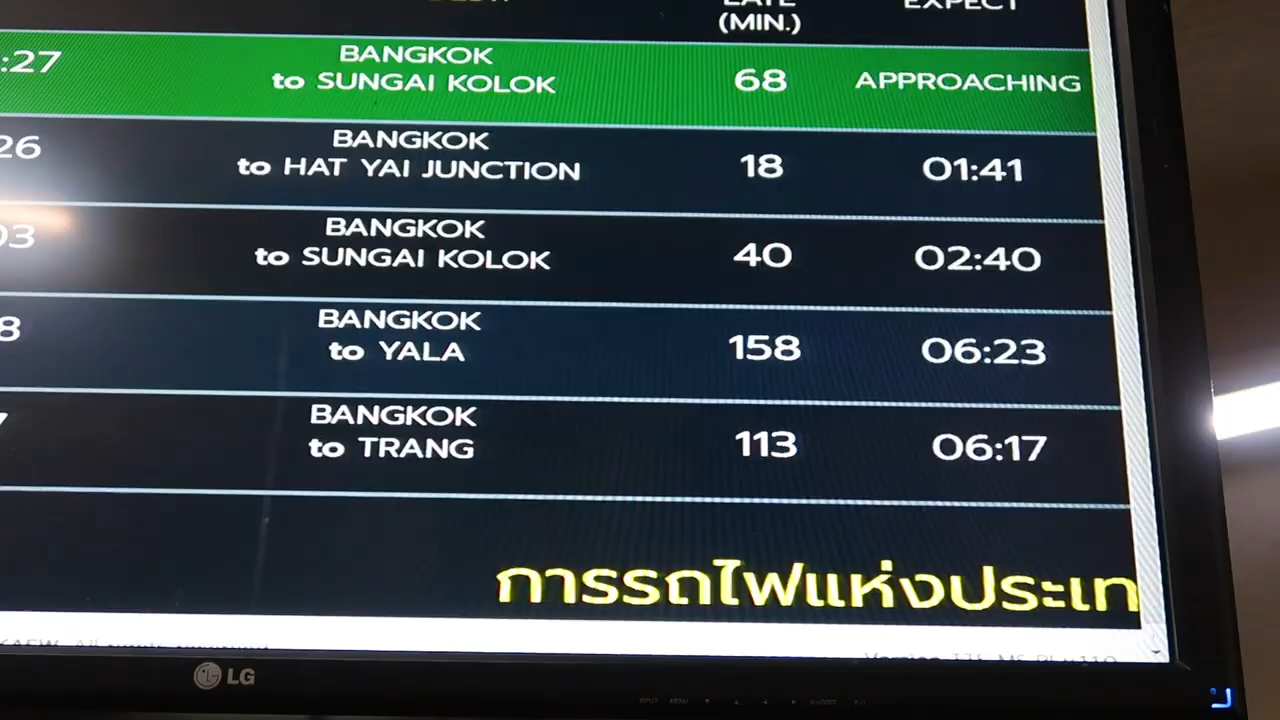 LATE
(MIN.)
EXPECT
:27
BANGKOK
to SUNGAI KOLOK
68
APPROACHING
26
BANGKOK
to HAT YAI JUNCTION
18
01:41
03
BANGKOK
to SUNGAI KOLOK
40
02:40
8
BANGKOK
to YALA
158
06:23
7
BANGKOK
to TRANG
113
06:17
การรถไฟแห่งประเท
LG